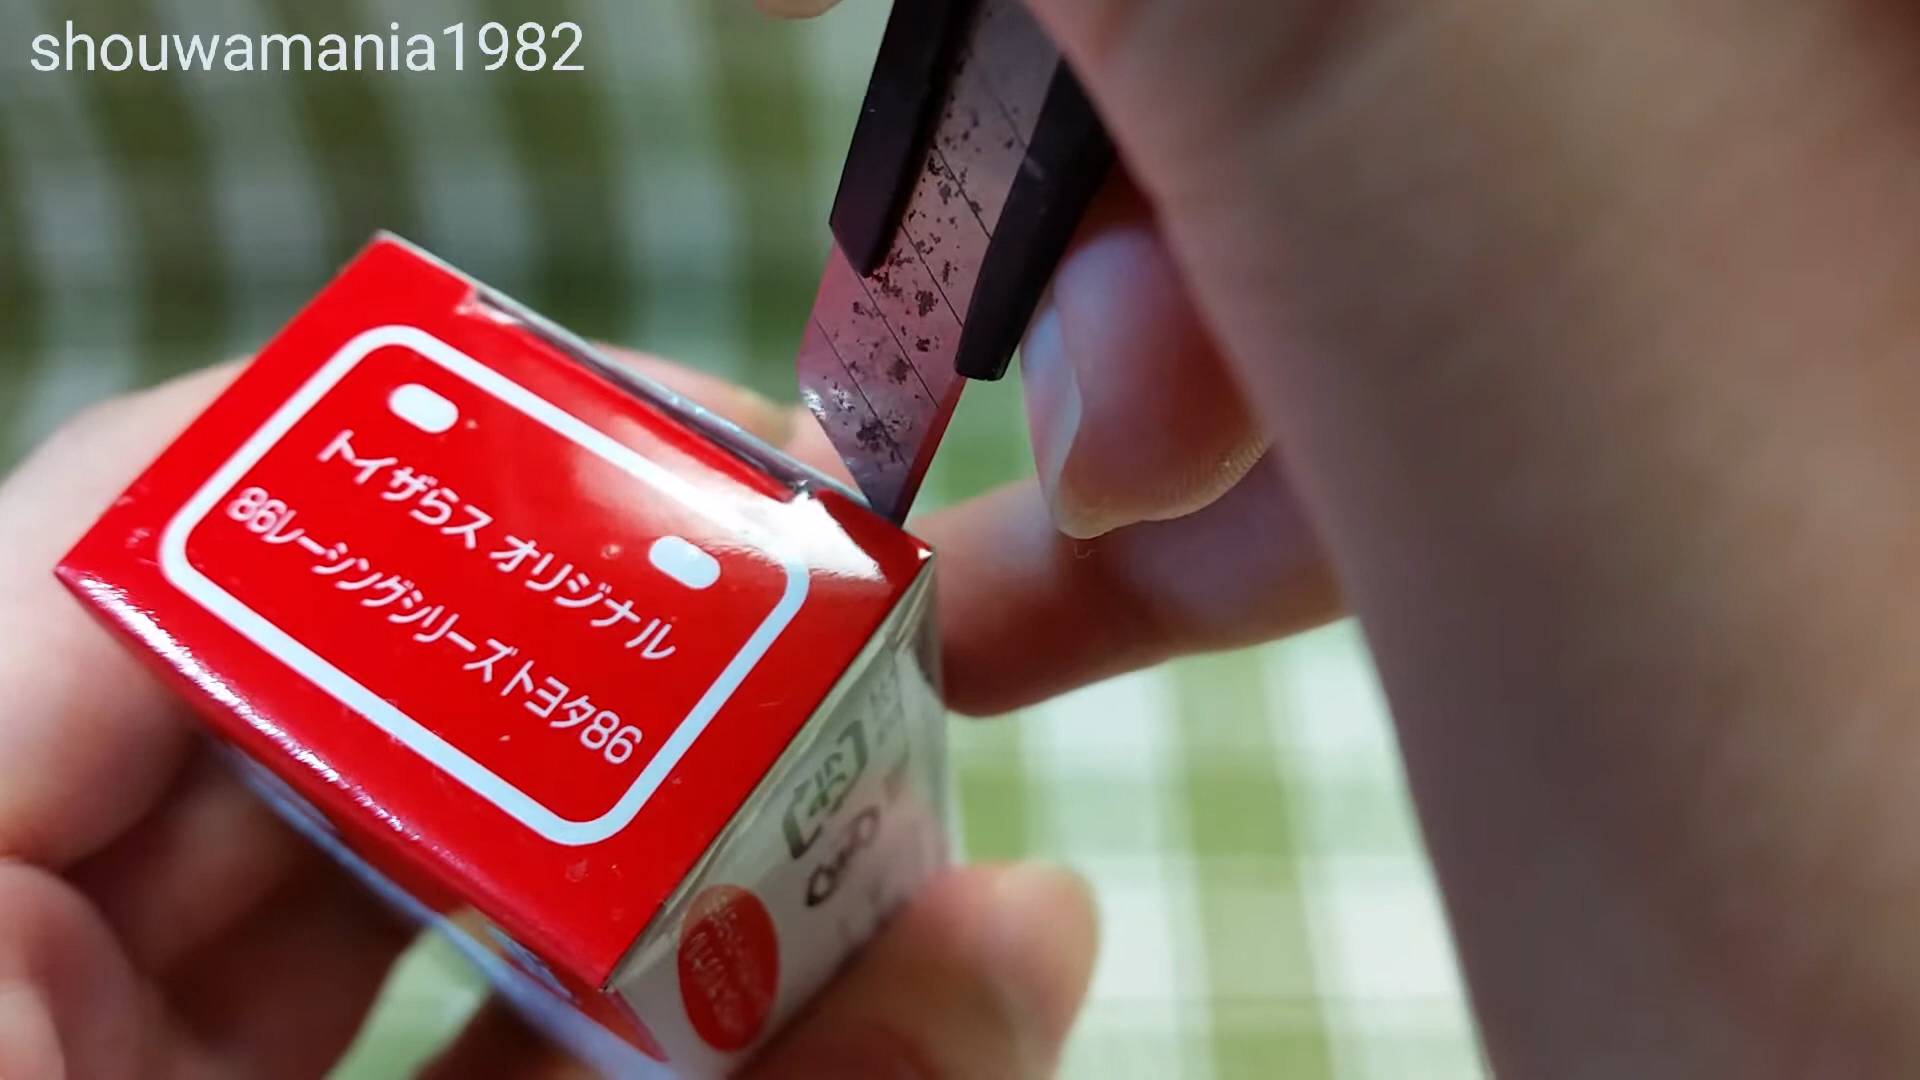 shouwamania1982
トイザらス オリジナル
86レーシングシリーズ トヨタ86